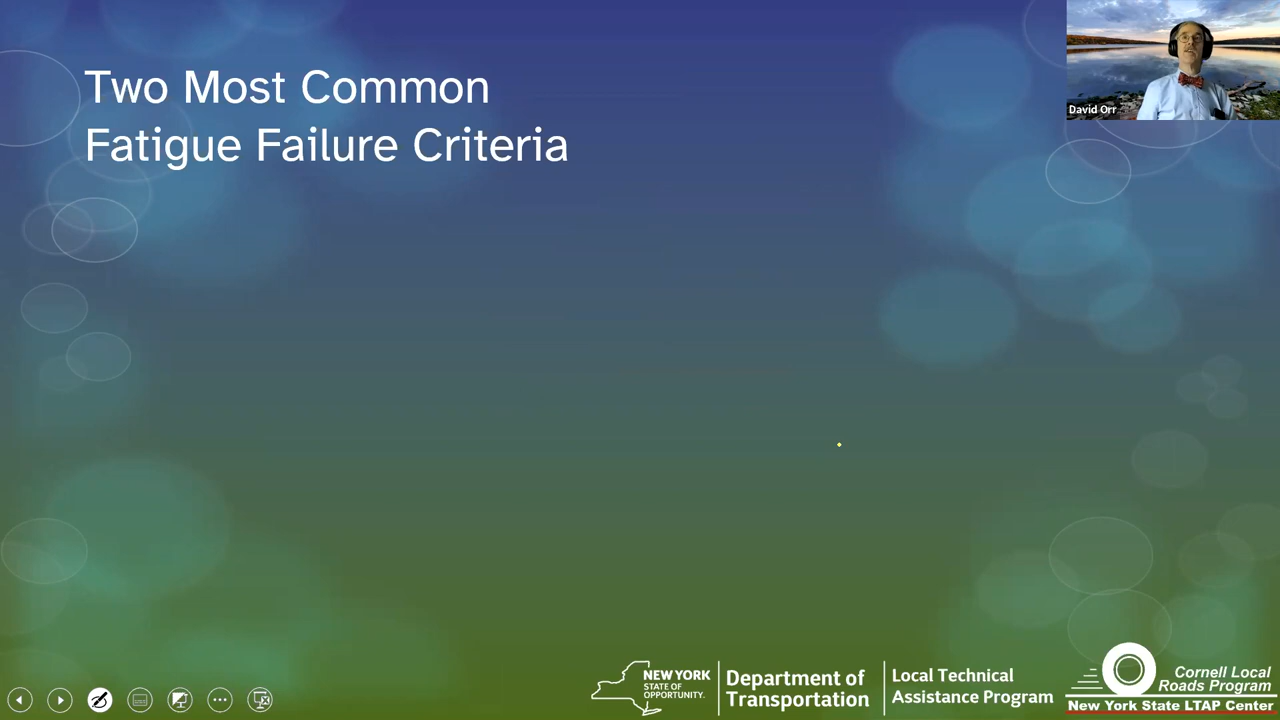 Two Most Common
Fatigue Failure Criteria
David Orr
NEW YORK
STATE OF
OPPORTUNITY.
Department of
Transportation
Local Technical
Assistance Program
Cornell Local
Roads Program
New York State LTAP Center